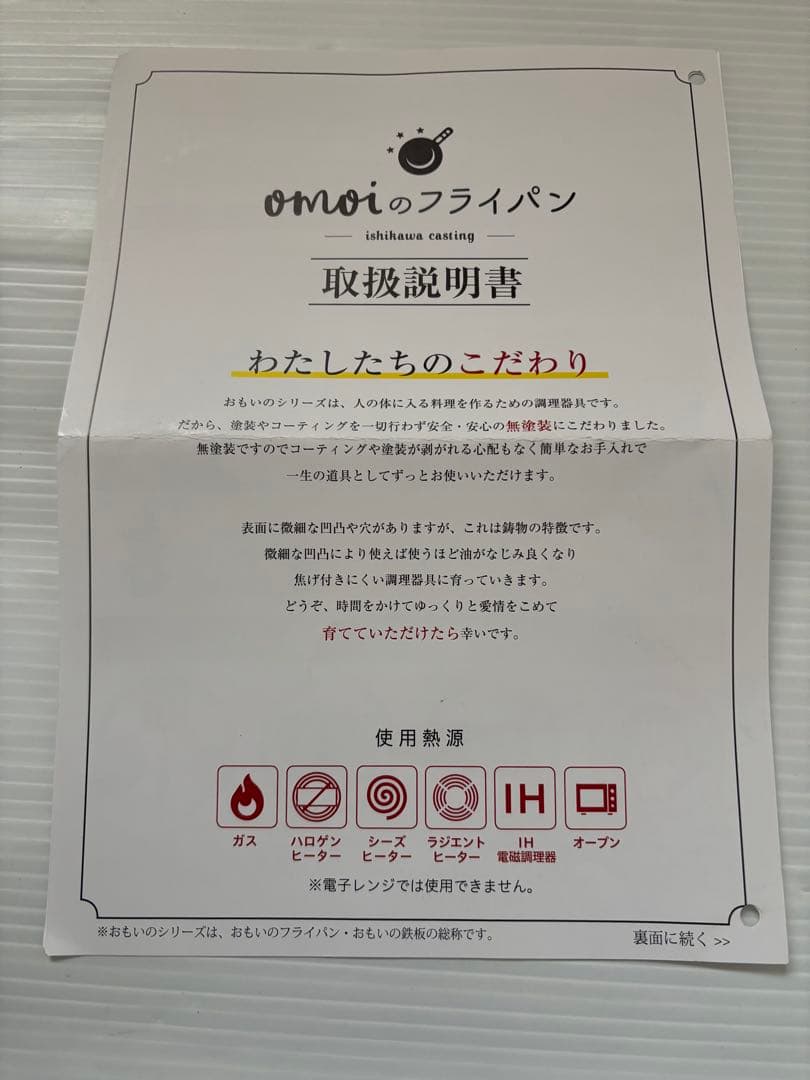 omoiのフライパン
ishikawa casting
取扱説明書
わたしたちのこだわり
おもいのシリーズは、人の体に入る料理を作るための調理器具です。
だから、塗装やコーティングを一切行わず安全・安心の無塗装にこだわりました。
無塗装ですのでコーティングや塗装が剥がれる心配もなく簡単なお手入れで
一生の道具としてずっとお使いいただけます。
表面に微細な凹凸や穴がありますが、これは鋳物の特徴です。
微細な凹凸により使えば使うほど油がなじみ良くなり
焦げ付きにくい調理器具に育っていきます。
どうぞ、時間をかけてゆっくりと愛情をこめて
育てていただけたら幸いです。
使用熱源
IH
ガス
ハロゲン
ヒーター
シーズ
ヒーター
ラジエント
ヒーター
IH
電磁調理器
オーブン
※電子レンジでは使用できません。
※おもいのシリーズは、おもいのフライパン・おもいの鉄板の総称です。
裏面に続く >>